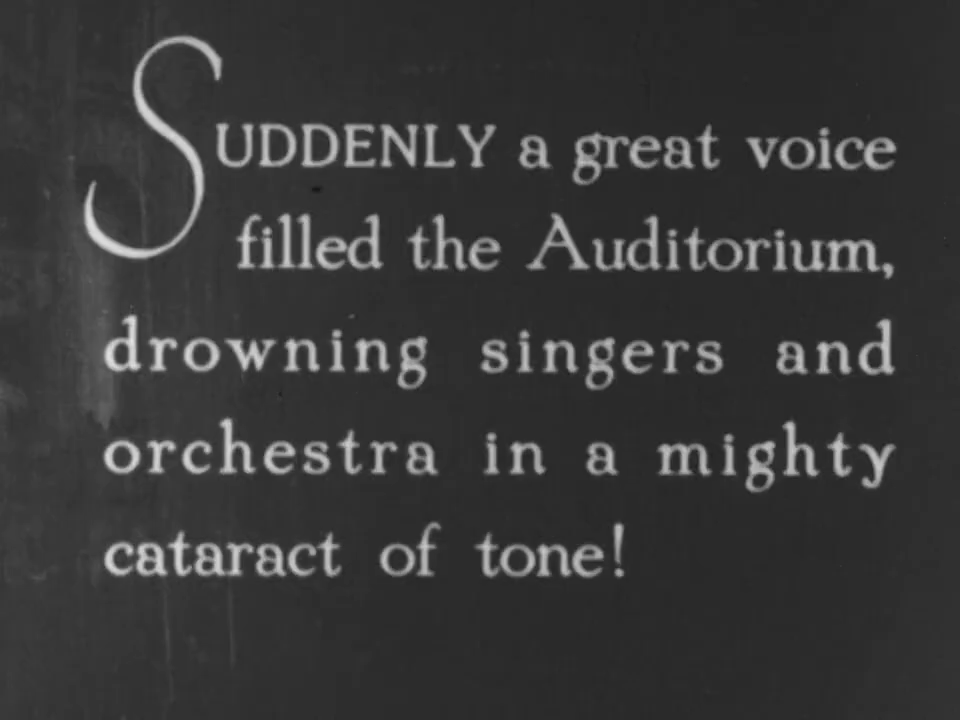 SUDDENLY a great voice
filled the Auditorium,
drowning singers and
orchestra in a mighty
cataract of tone!